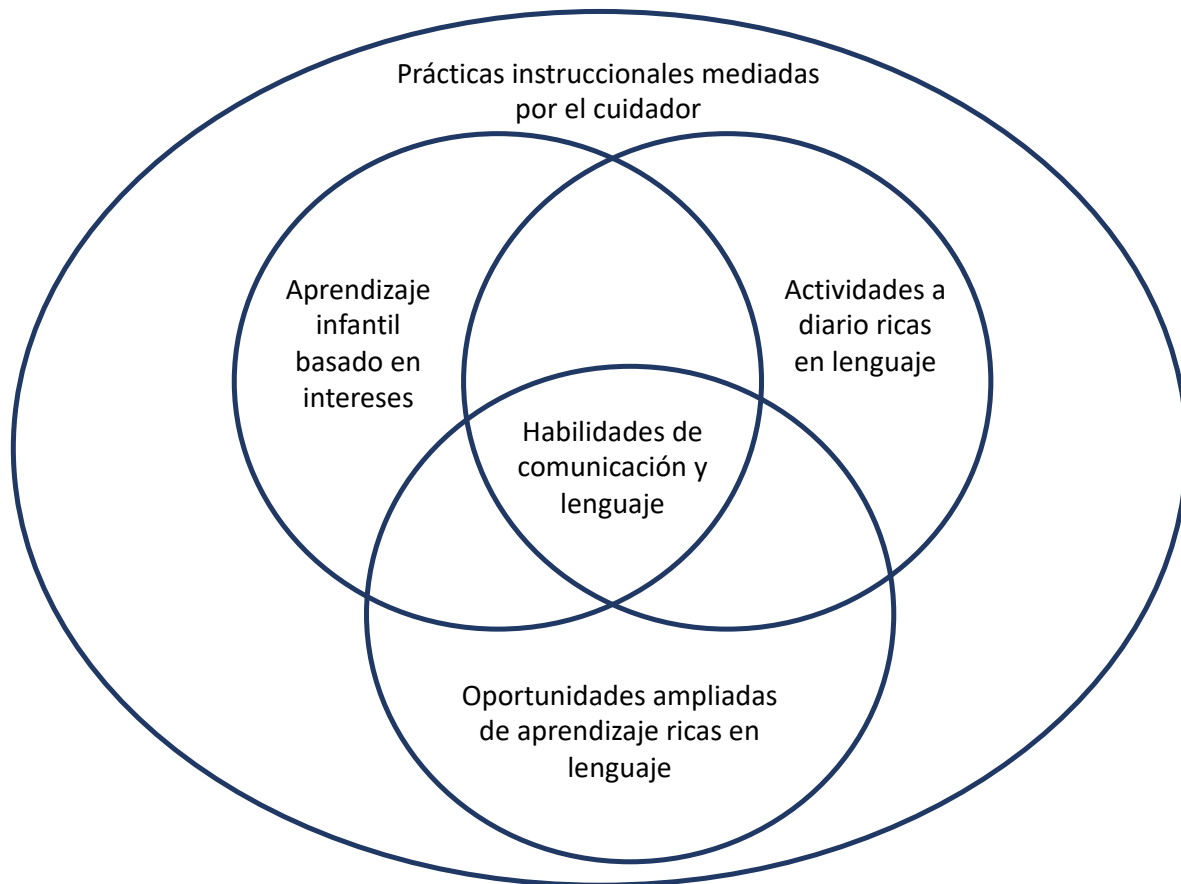 Prácticas instruccionales mediadas
por el cuidador
Aprendizaje
infantil
basado en
intereses
Actividades a
diario ricas
en lenguaje
Habilidades de
comunicación y
lenguaje
Oportunidades ampliadas
de aprendizaje ricas en
lenguaje